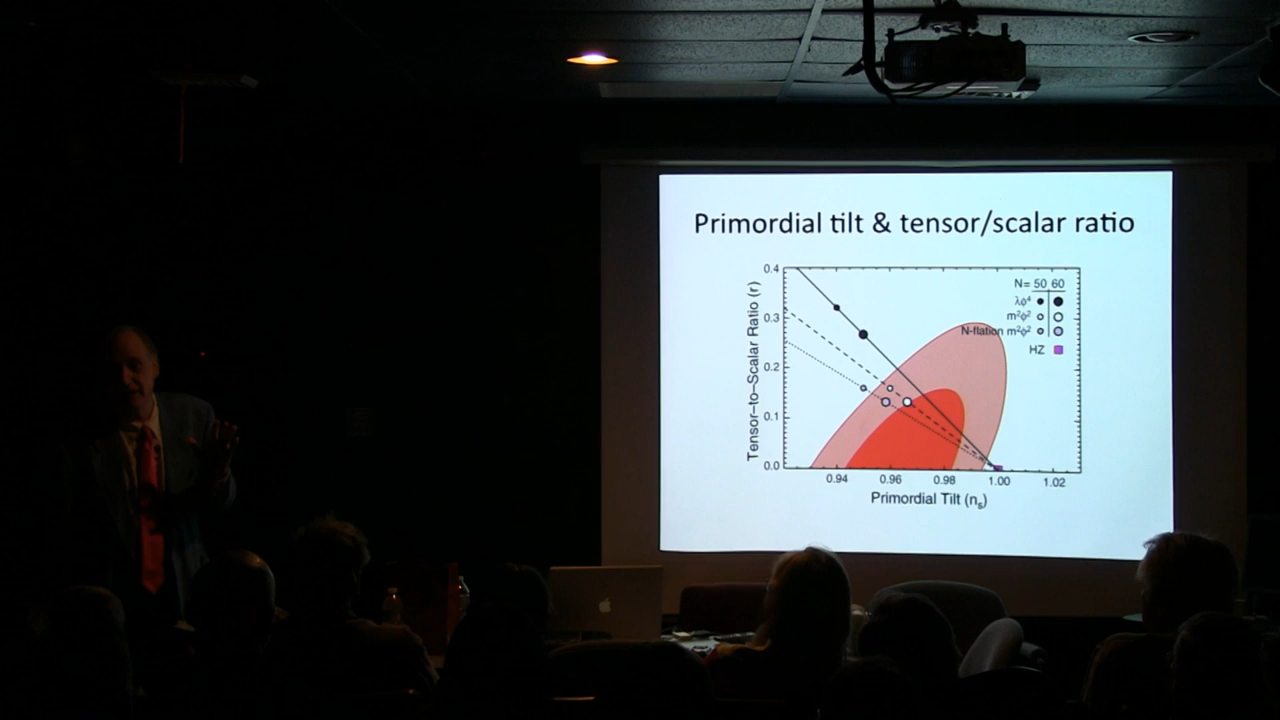 Primordial tilt & tensor/scalar ratio
0.4
0.3
0.2
0.1
0.0
Tensor–to–Scalar Ratio (r)
N= 50 60
λϕ⁴
m²ϕ²
N-flation m²ϕ²
HZ
0.94 0.96 0.98 1.00 1.02
Primordial Tilt (nₛ)